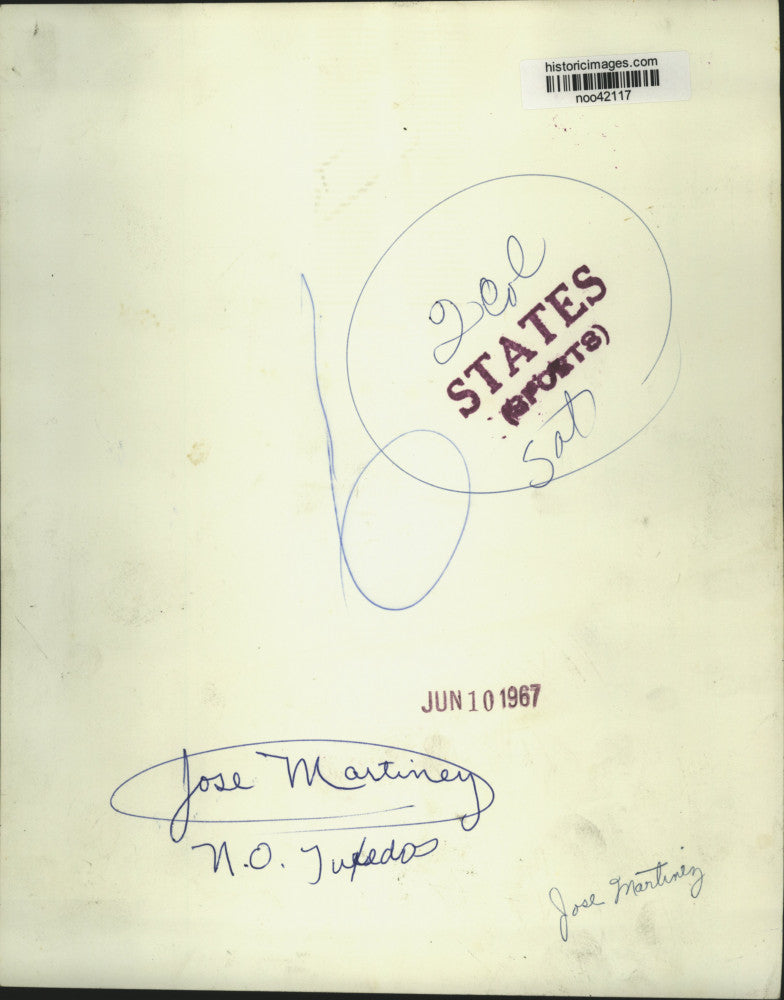 historicimages.com
noo42117
2 Col
STATES
(SPORTS)
Sat
JUN 10 1967
Jose Martinez
N.O. Tuxedos
Jose Martinez